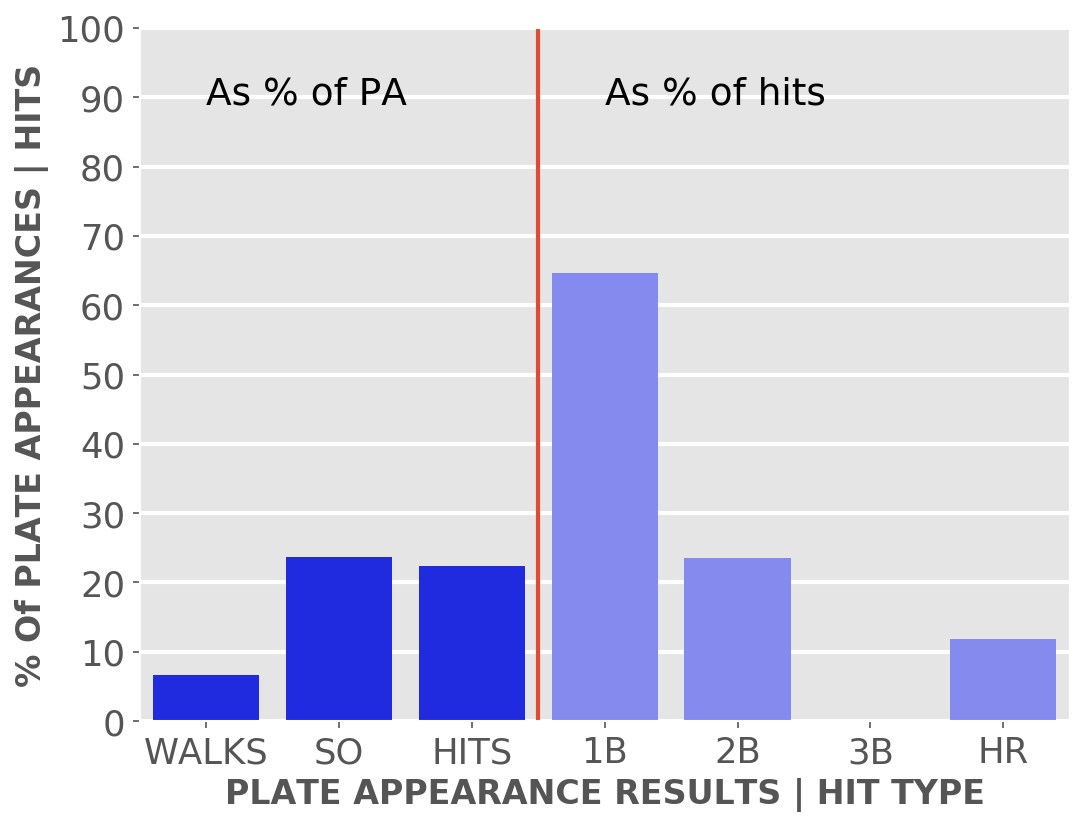 % Of PLATE APPEARANCES | HITS
100
90
80
70
60
50
40
30
20
10
0
As % of PA
As % of hits
WALKS SO HITS 1B 2B 3B HR
PLATE APPEARANCE RESULTS | HIT TYPE